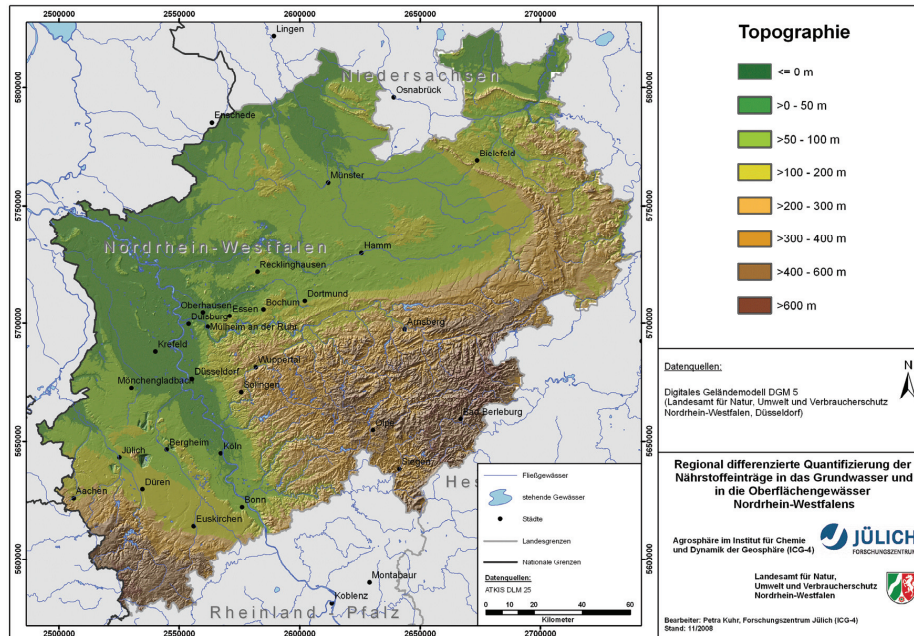 2500000 2550000 2600000 2650000 2700000
5800000
5750000
5700000
5650000
5600000
Lingen
Niedersachsen
Osnabrück
Enschede
Bielefeld
Münster
Nordrhein-Westfalen
Hamm
Recklinghausen
Dortmund
Oberhausen
Essen
Bochum
Duisburg
Mülheim an der Ruhr
Arnsberg
Krefeld
Wuppertal
Düsseldorf
Mönchengladbach
Solingen
Bad Berleburg
Olpe
Bergheim
Köln
Jülich
Siegen
Düren
Aachen
Bonn
Hes
Euskirchen
Montabaur
Koblenz
Rheinland - Pfalz
2500000 2550000 2600000 2650000 2700000
Fließgewässer
stehende Gewässer
Städte
Landesgrenzen
Nationale Grenzen
Datenquellen:
ATKIS DLM 25
0 10 20 40 60
Kilometer
Topographie
<= 0 m
>0 - 50 m
>50 - 100 m
>100 - 200 m
>200 - 300 m
>300 - 400 m
>400 - 600 m
>600 m
Datenquellen:
N
Digitales Geländemodell DGM 5
(Landesamt für Natur, Umwelt und Verbraucherschutz
Nordrhein-Westfalen, Düsseldorf)
Regional differenzierte Quantifizierung der
Nährstoffeinträge in das Grundwasser und
in die Oberflächengewässer
Nordrhein-Westfalens
Agrosphäre im Institut für Chemie
und Dynamik der Geosphäre (ICG-4)
JÜLICH
FORSCHUNGSZENTRUM
Landesamt für Natur,
Umwelt und Verbraucherschutz
Nordrhein-Westfalen
Bearbeiter: Petra Kuhr, Forschungszentrum Jülich (ICG-4)
Stand: 11/2008